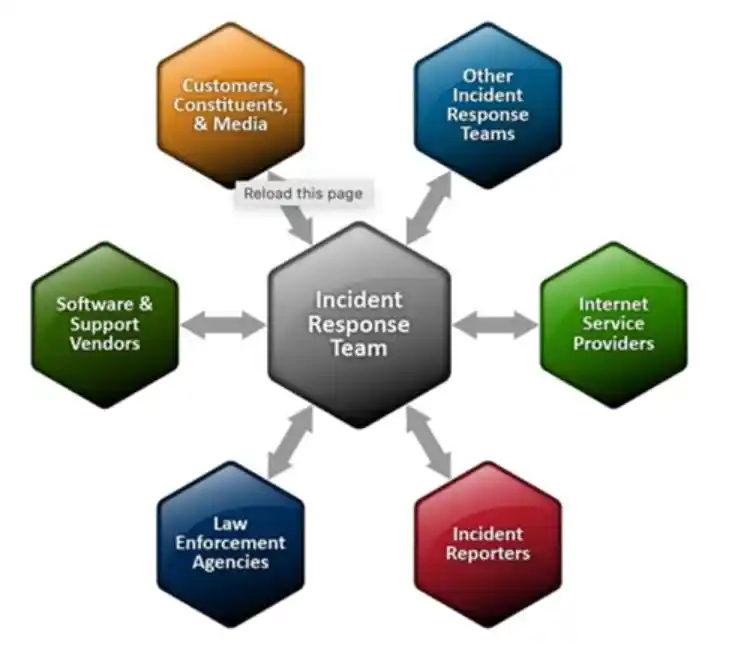 Customers,
Constituents,
& Media
Other
Incident
Response
Teams
Reload this page
Software &
Support
Vendors
Incident
Response
Team
Internet
Service
Providers
Law
Enforcement
Agencies
Incident
Reporters